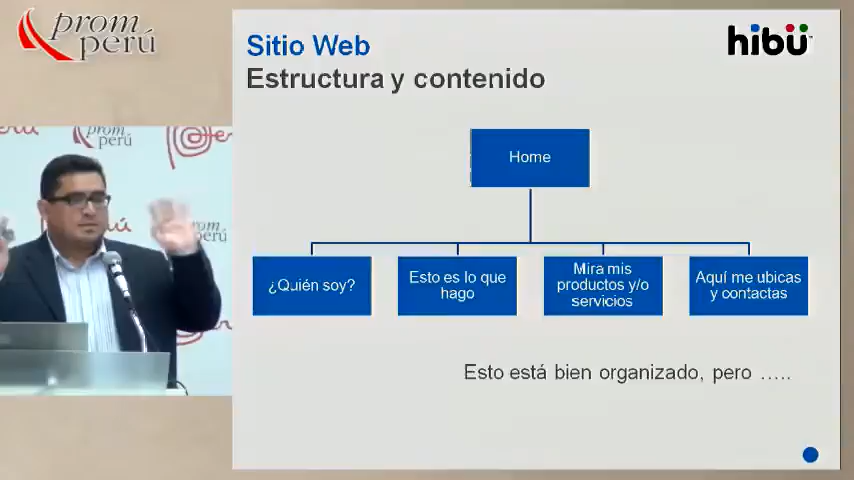 prom
perú
Sitio Web
Estructura y contenido
hibü
Home
¿Quién soy?
Esto es lo que
hago
Mira mis
productos y/o
servicios
Aquí me ubicas
y contactas
Esto está bien organizado, pero …..
prom
perú